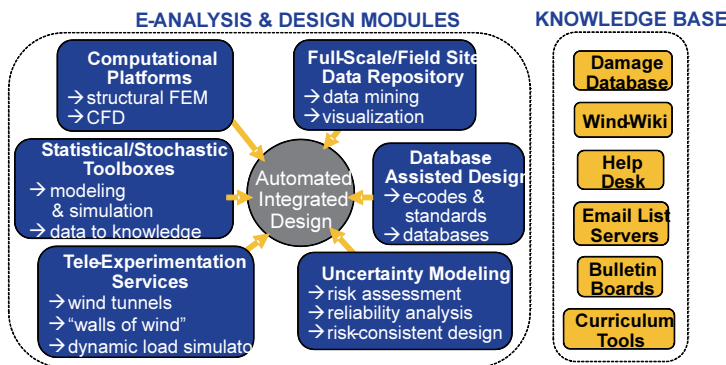 E-ANALYSIS & DESIGN MODULES
Computational
Platforms
→ structural FEM
→ CFD
Full-Scale/Field Site
Data Repository
→ data mining
→ visualization
Statistical/Stochastic
Toolboxes
→ modeling
& simulation
→ data to knowledge
Automated
Integrated
Design
Database
Assisted Design
→ e-codes &
standards
→ databases
Tele-Experimentation
Services
→ wind tunnels
→ "walls of wind"
→ dynamic load simulato
Uncertainty Modeling
→ risk assessment
→ reliability analysis
→ risk-consistent design
KNOWLEDGE BASE
Damage
Database
Wind-Wiki
Help
Desk
Email List
Servers
Bulletin
Boards
Curriculum
Tools